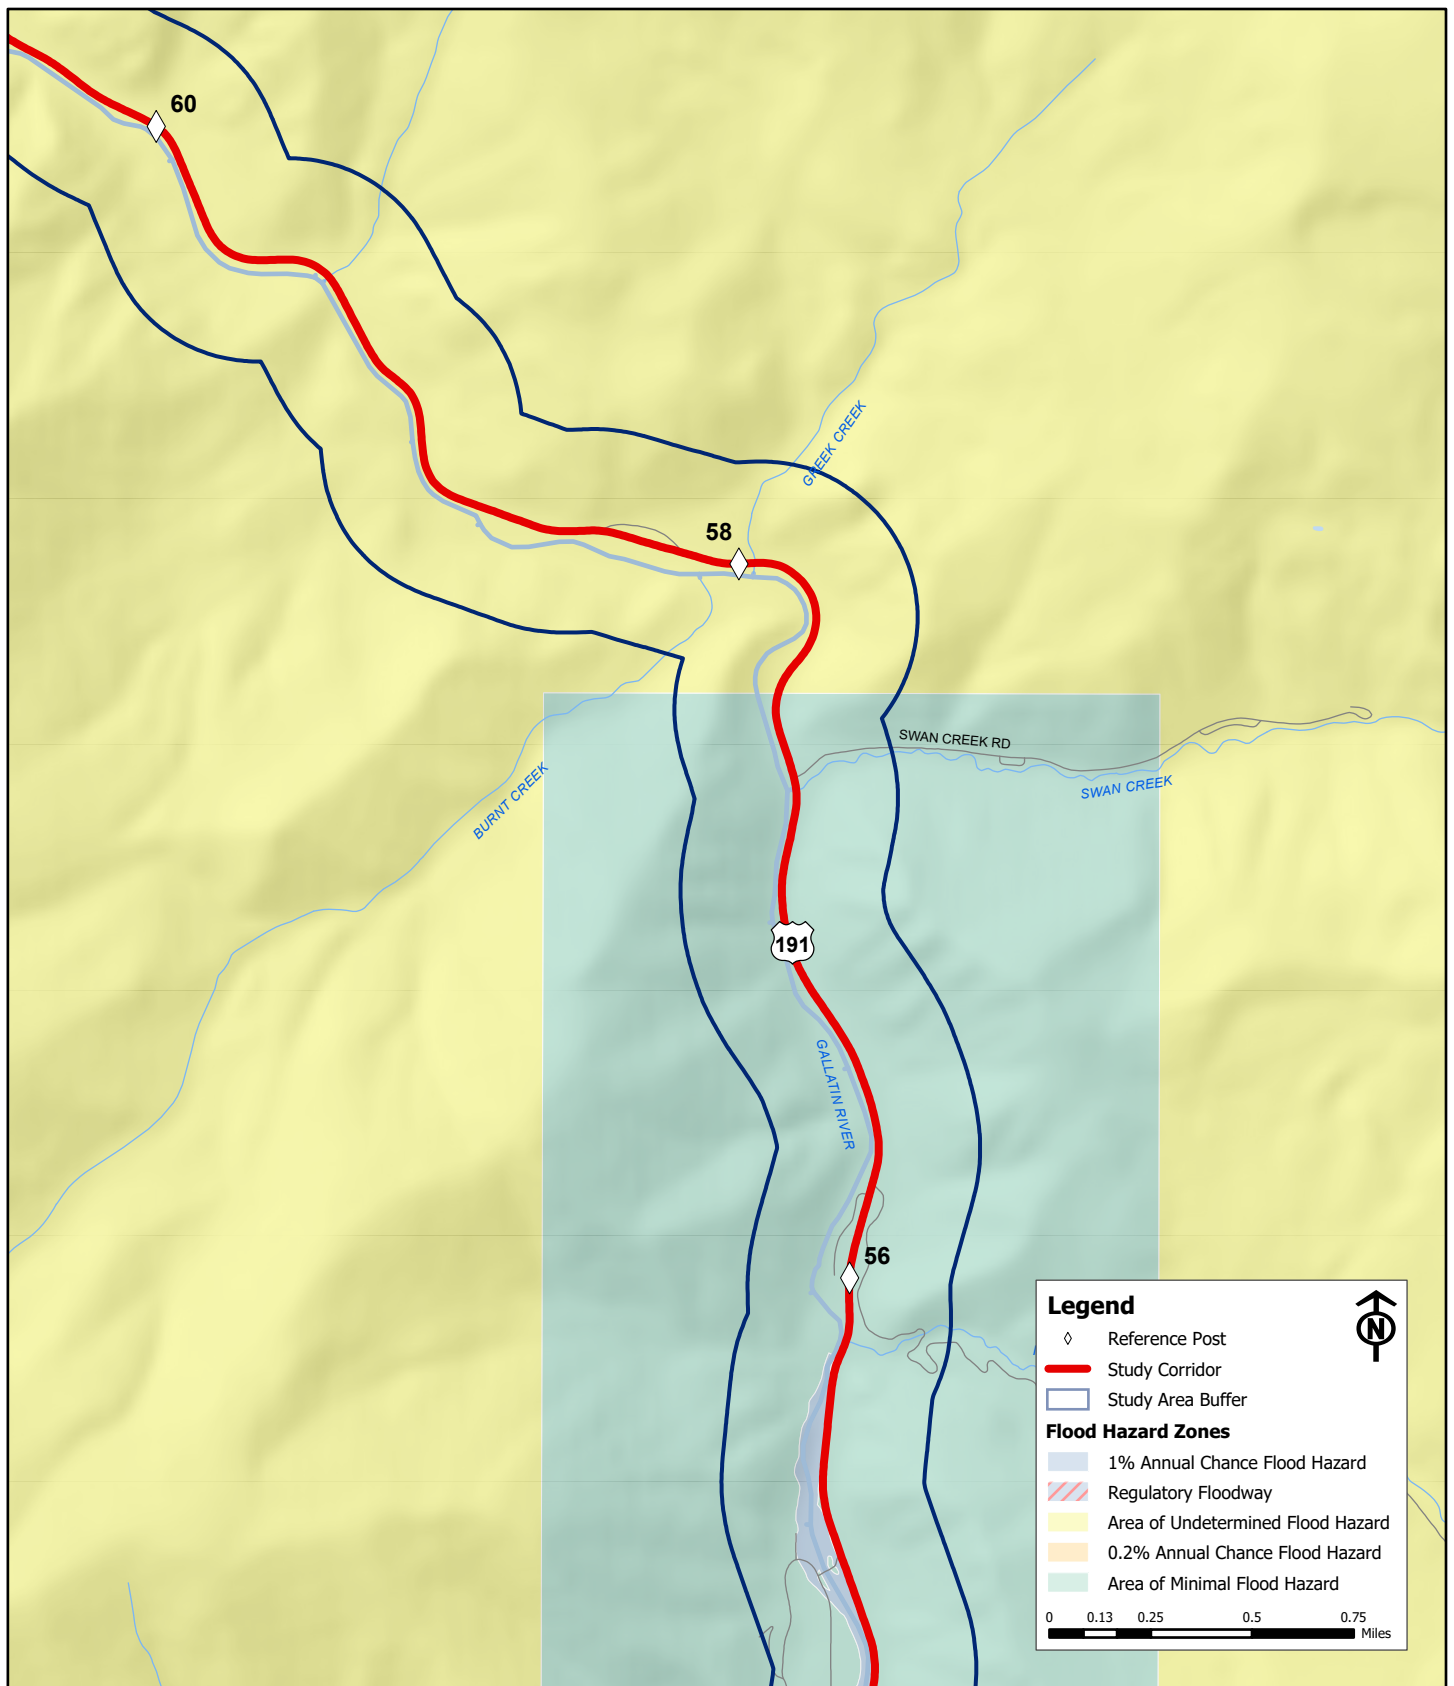 60
GREEK CREEK
58
SWAN CREEK RD
SWAN CREEK
BURNT CREEK
191
GALLATIN RIVER
56
Legend
N
Reference Post
Study Corridor
Study Area Buffer
Flood Hazard Zones
1% Annual Chance Flood Hazard
Regulatory Floodway
Area of Undetermined Flood Hazard
0.2% Annual Chance Flood Hazard
Area of Minimal Flood Hazard
0 0.13 0.25 0.5 0.75
Miles